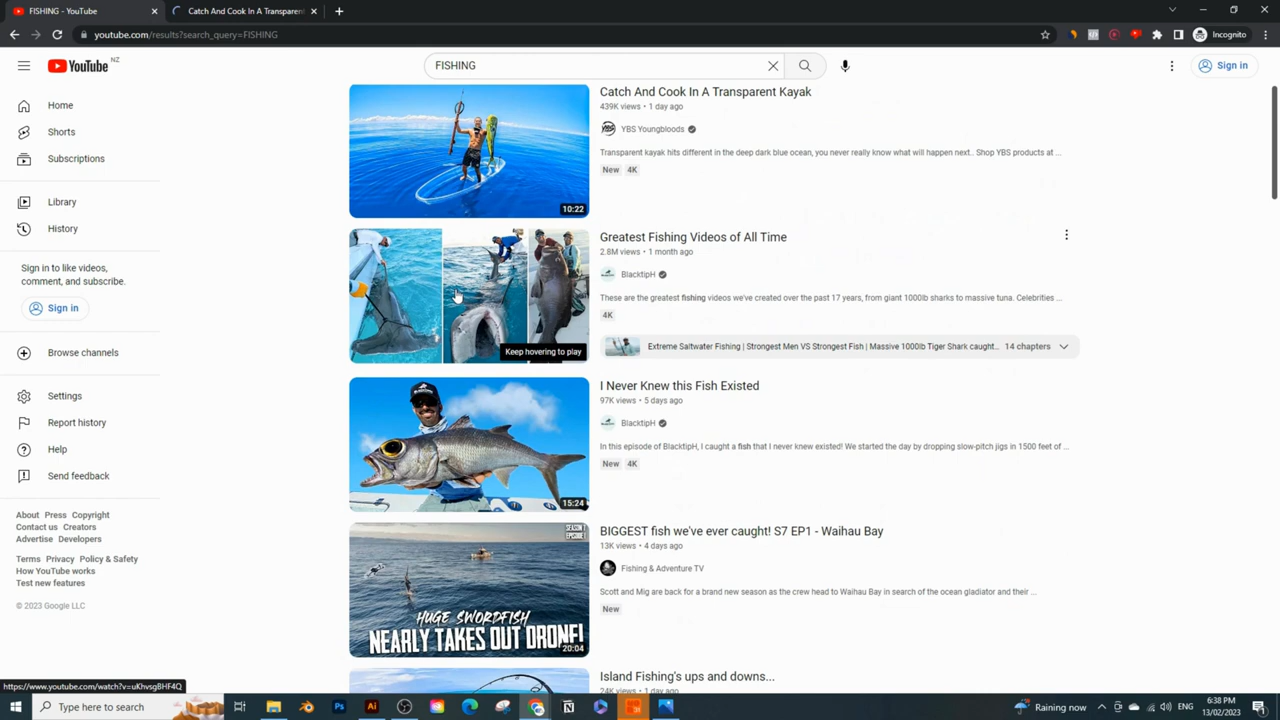 FISHING - YouTube
Catch And Cook In A Transparent
youtube.com/results?search_query=FISHING
Incognito
YouTube NZ
FISHING
Sign in
Home
Shorts
Subscriptions
Library
History
Sign in to like videos,
comment, and subscribe.
Sign in
Browse channels
Settings
Report history
Help
Send feedback
About Press Copyright
Contact us Creators
Advertise Developers
Terms Privacy Policy & Safety
How YouTube works
Test new features
© 2023 Google LLC
Catch And Cook In A Transparent Kayak
439K views • 1 day ago
YBS Youngbloods
Transparent kayak hits different in the deep dark blue ocean, you never really know what will happen next.. Shop YBS products at ...
New 4K
10:22
Greatest Fishing Videos of All Time
2.8M views • 1 month ago
BlacktipH
These are the greatest fishing videos we've created over the past 17 years, from giant 1000lb sharks to massive tuna. Celebrities ...
4K
Keep hovering to play
Extreme Saltwater Fishing | Strongest Men VS Strongest Fish | Massive 1000lb Tiger Shark caught... 14 chapters
I Never Knew this Fish Existed
97K views • 5 days ago
BlacktipH
In this episode of BlacktipH, I caught a fish that I never knew existed! We started the day by dropping slow-pitch jigs in 1500 feet of ...
New 4K
15:24
BIGGEST fish we've ever caught! S7 EP1 - Waihau Bay
13K views • 4 days ago
Fishing & Adventure TV
Scott and Mig are back for a brand new season as the crew head to Waihau Bay in search of the ocean gladiator and their ...
New
HUGE SWORDFISH
NEARLY TAKES OUT DRONE!
20:04
Island Fishing's ups and downs...
24K views • 1 day ago
https://www.youtube.com/watch?v=uKhvsgBHF4Q
Type here to search
Raining now
ENG
6:38 PM
13/02/2023